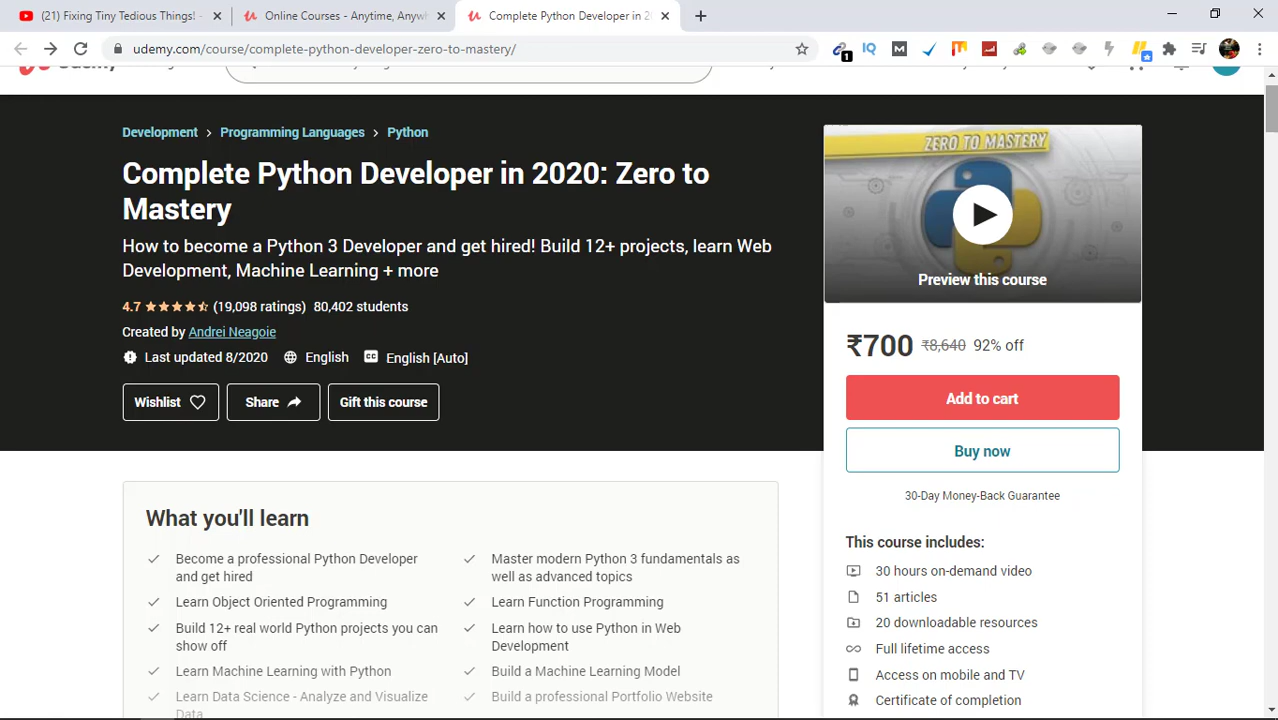 (21) Fixing Tiny Tedious Things! -
Online Courses - Anytime, Anyw
Complete Python Developer in 2
udemy.com/course/complete-python-developer-zero-to-mastery/
1
Development > Programming Languages > Python
Complete Python Developer in 2020: Zero to
Mastery
How to become a Python 3 Developer and get hired! Build 12+ projects, learn Web
Development, Machine Learning + more
4.7 (19,098 ratings) 80,402 students
Created by Andrei Neagoie
Last updated 8/2020 English CC English [Auto]
Wishlist Share Gift this course
ZERO TO MASTERY
Preview this course
₹700 ₹8,640 92% off
Add to cart
Buy now
30-Day Money-Back Guarantee
This course includes:
30 hours on-demand video
51 articles
20 downloadable resources
Full lifetime access
Access on mobile and TV
Certificate of completion
What you'll learn
Become a professional Python Developer
and get hired
Learn Object Oriented Programming
Build 12+ real world Python projects you can
show off
Learn Machine Learning with Python
Learn Data Science - Analyze and Visualize
Data
Master modern Python 3 fundamentals as
well as advanced topics
Learn Function Programming
Learn how to use Python in Web
Development
Build a Machine Learning Model
Build a professional Portfolio Website